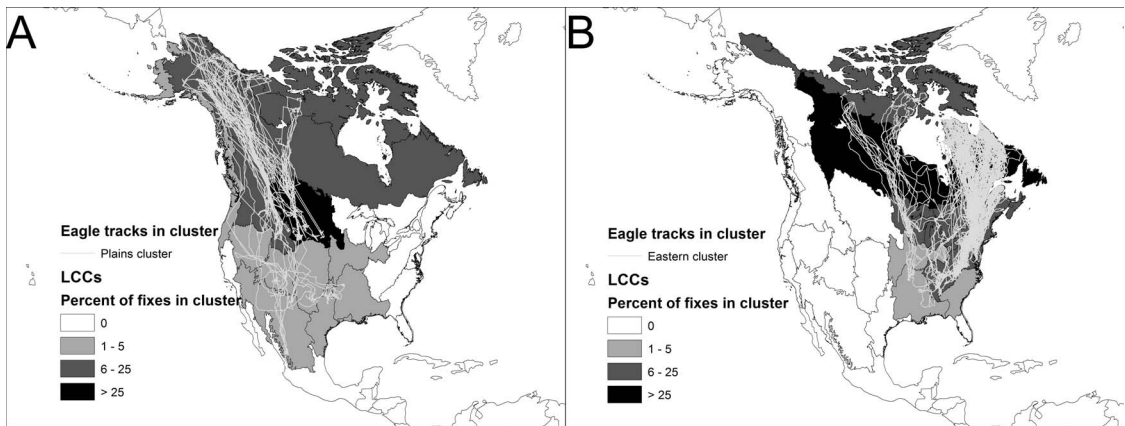 A
Eagle tracks in cluster
Plains cluster
LCCs
Percent of fixes in cluster
0
1 - 5
6 - 25
> 25
B
Eagle tracks in cluster
Eastern cluster
LCCs
Percent of fixes in cluster
0
1 - 5
6 - 25
> 25